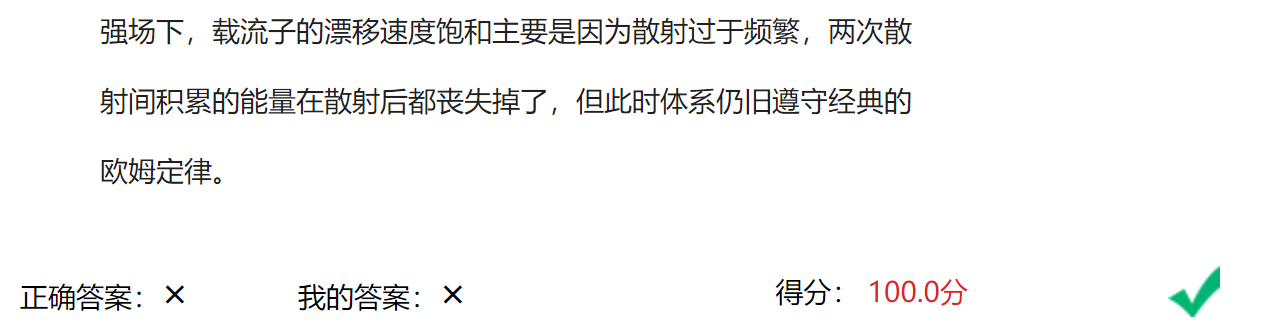 强场下，载流子的漂移速度饱和主要是因为散射过于频繁，两次散
射间积累的能量在散射后都丧失掉了，但此时体系仍旧遵守经典的
欧姆定律。
正确答案：✕ 我的答案：✕ 得分： 100.0分